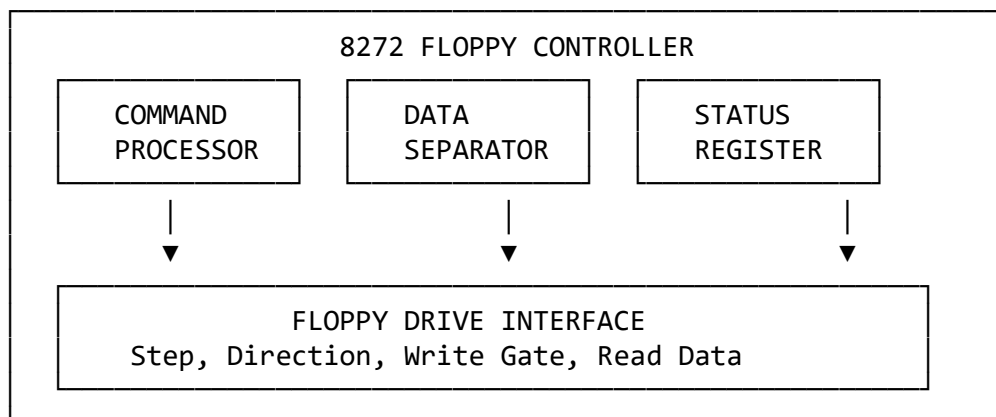 8272 FLOPPY CONTROLLER
COMMAND
PROCESSOR
DATA
SEPARATOR
STATUS
REGISTER
FLOPPY DRIVE INTERFACE
Step, Direction, Write Gate, Read Data